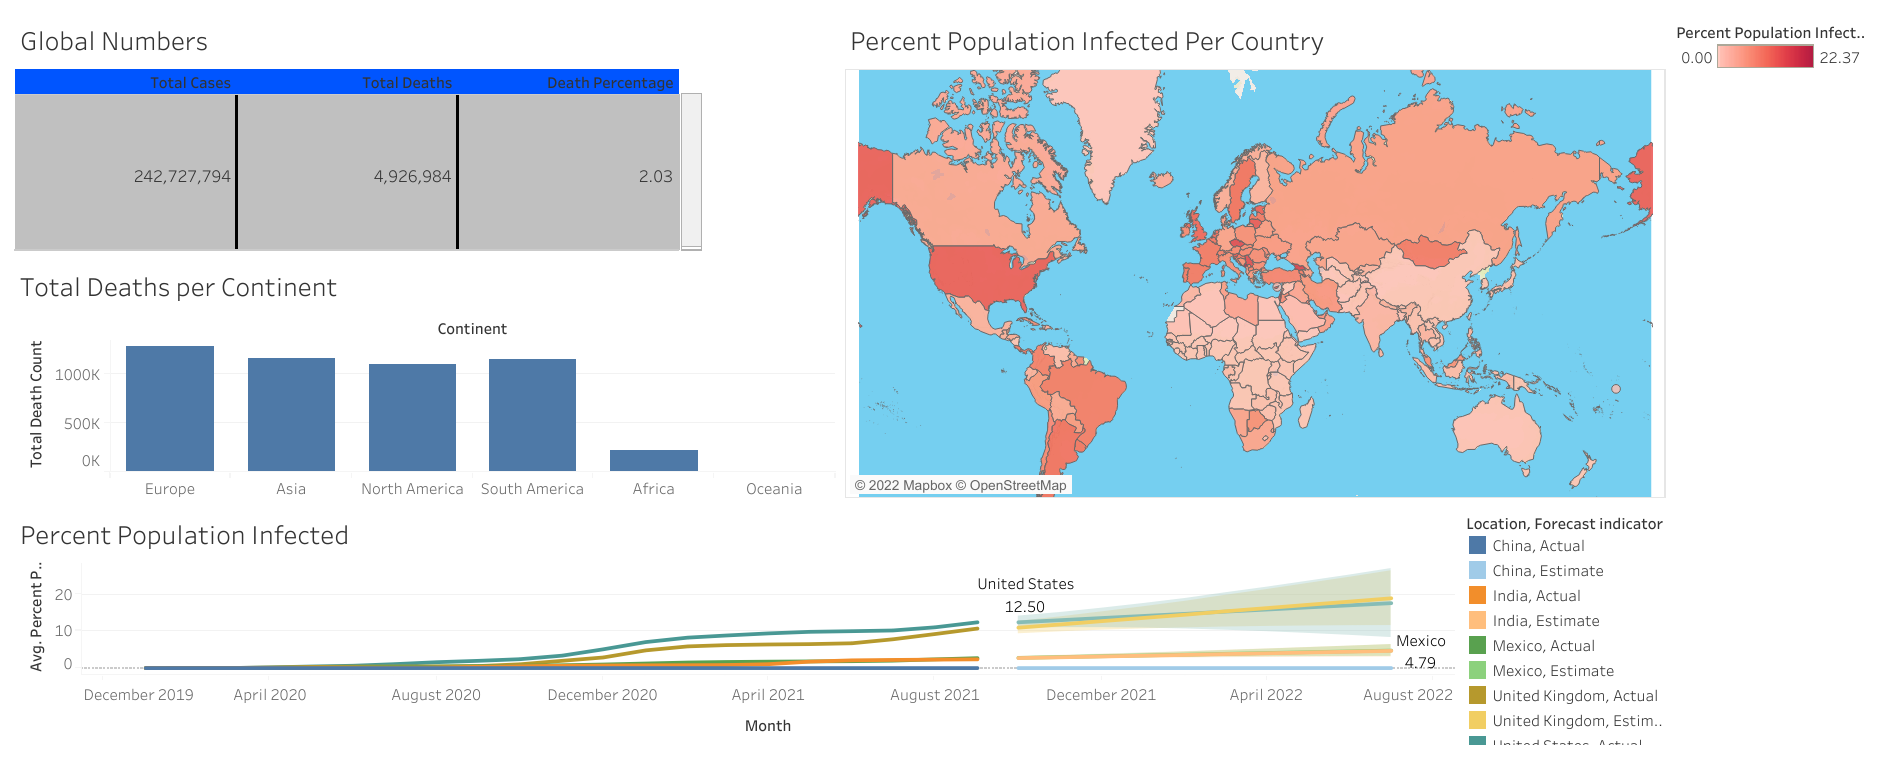 Global Numbers
Total Cases Total Deaths Death Percentage
242,727,794 4,926,984 2.03
Total Deaths per Continent
Continent
Total Death Count
1000K
500K
0K
Europe Asia North America South America Africa Oceania
Percent Population Infected Per Country
© 2022 Mapbox © OpenStreetMap
Percent Population Infect..
0.00 22.37
Percent Population Infected
Avg. Percent P..
20
10
0
United States
12.50
Mexico
4.79
December 2019 April 2020 August 2020 December 2020 April 2021 August 2021 December 2021 April 2022 August 2022
Month
Location, Forecast indicator
China, Actual
China, Estimate
India, Actual
India, Estimate
Mexico, Actual
Mexico, Estimate
United Kingdom, Actual
United Kingdom, Estim..
United States, Actual